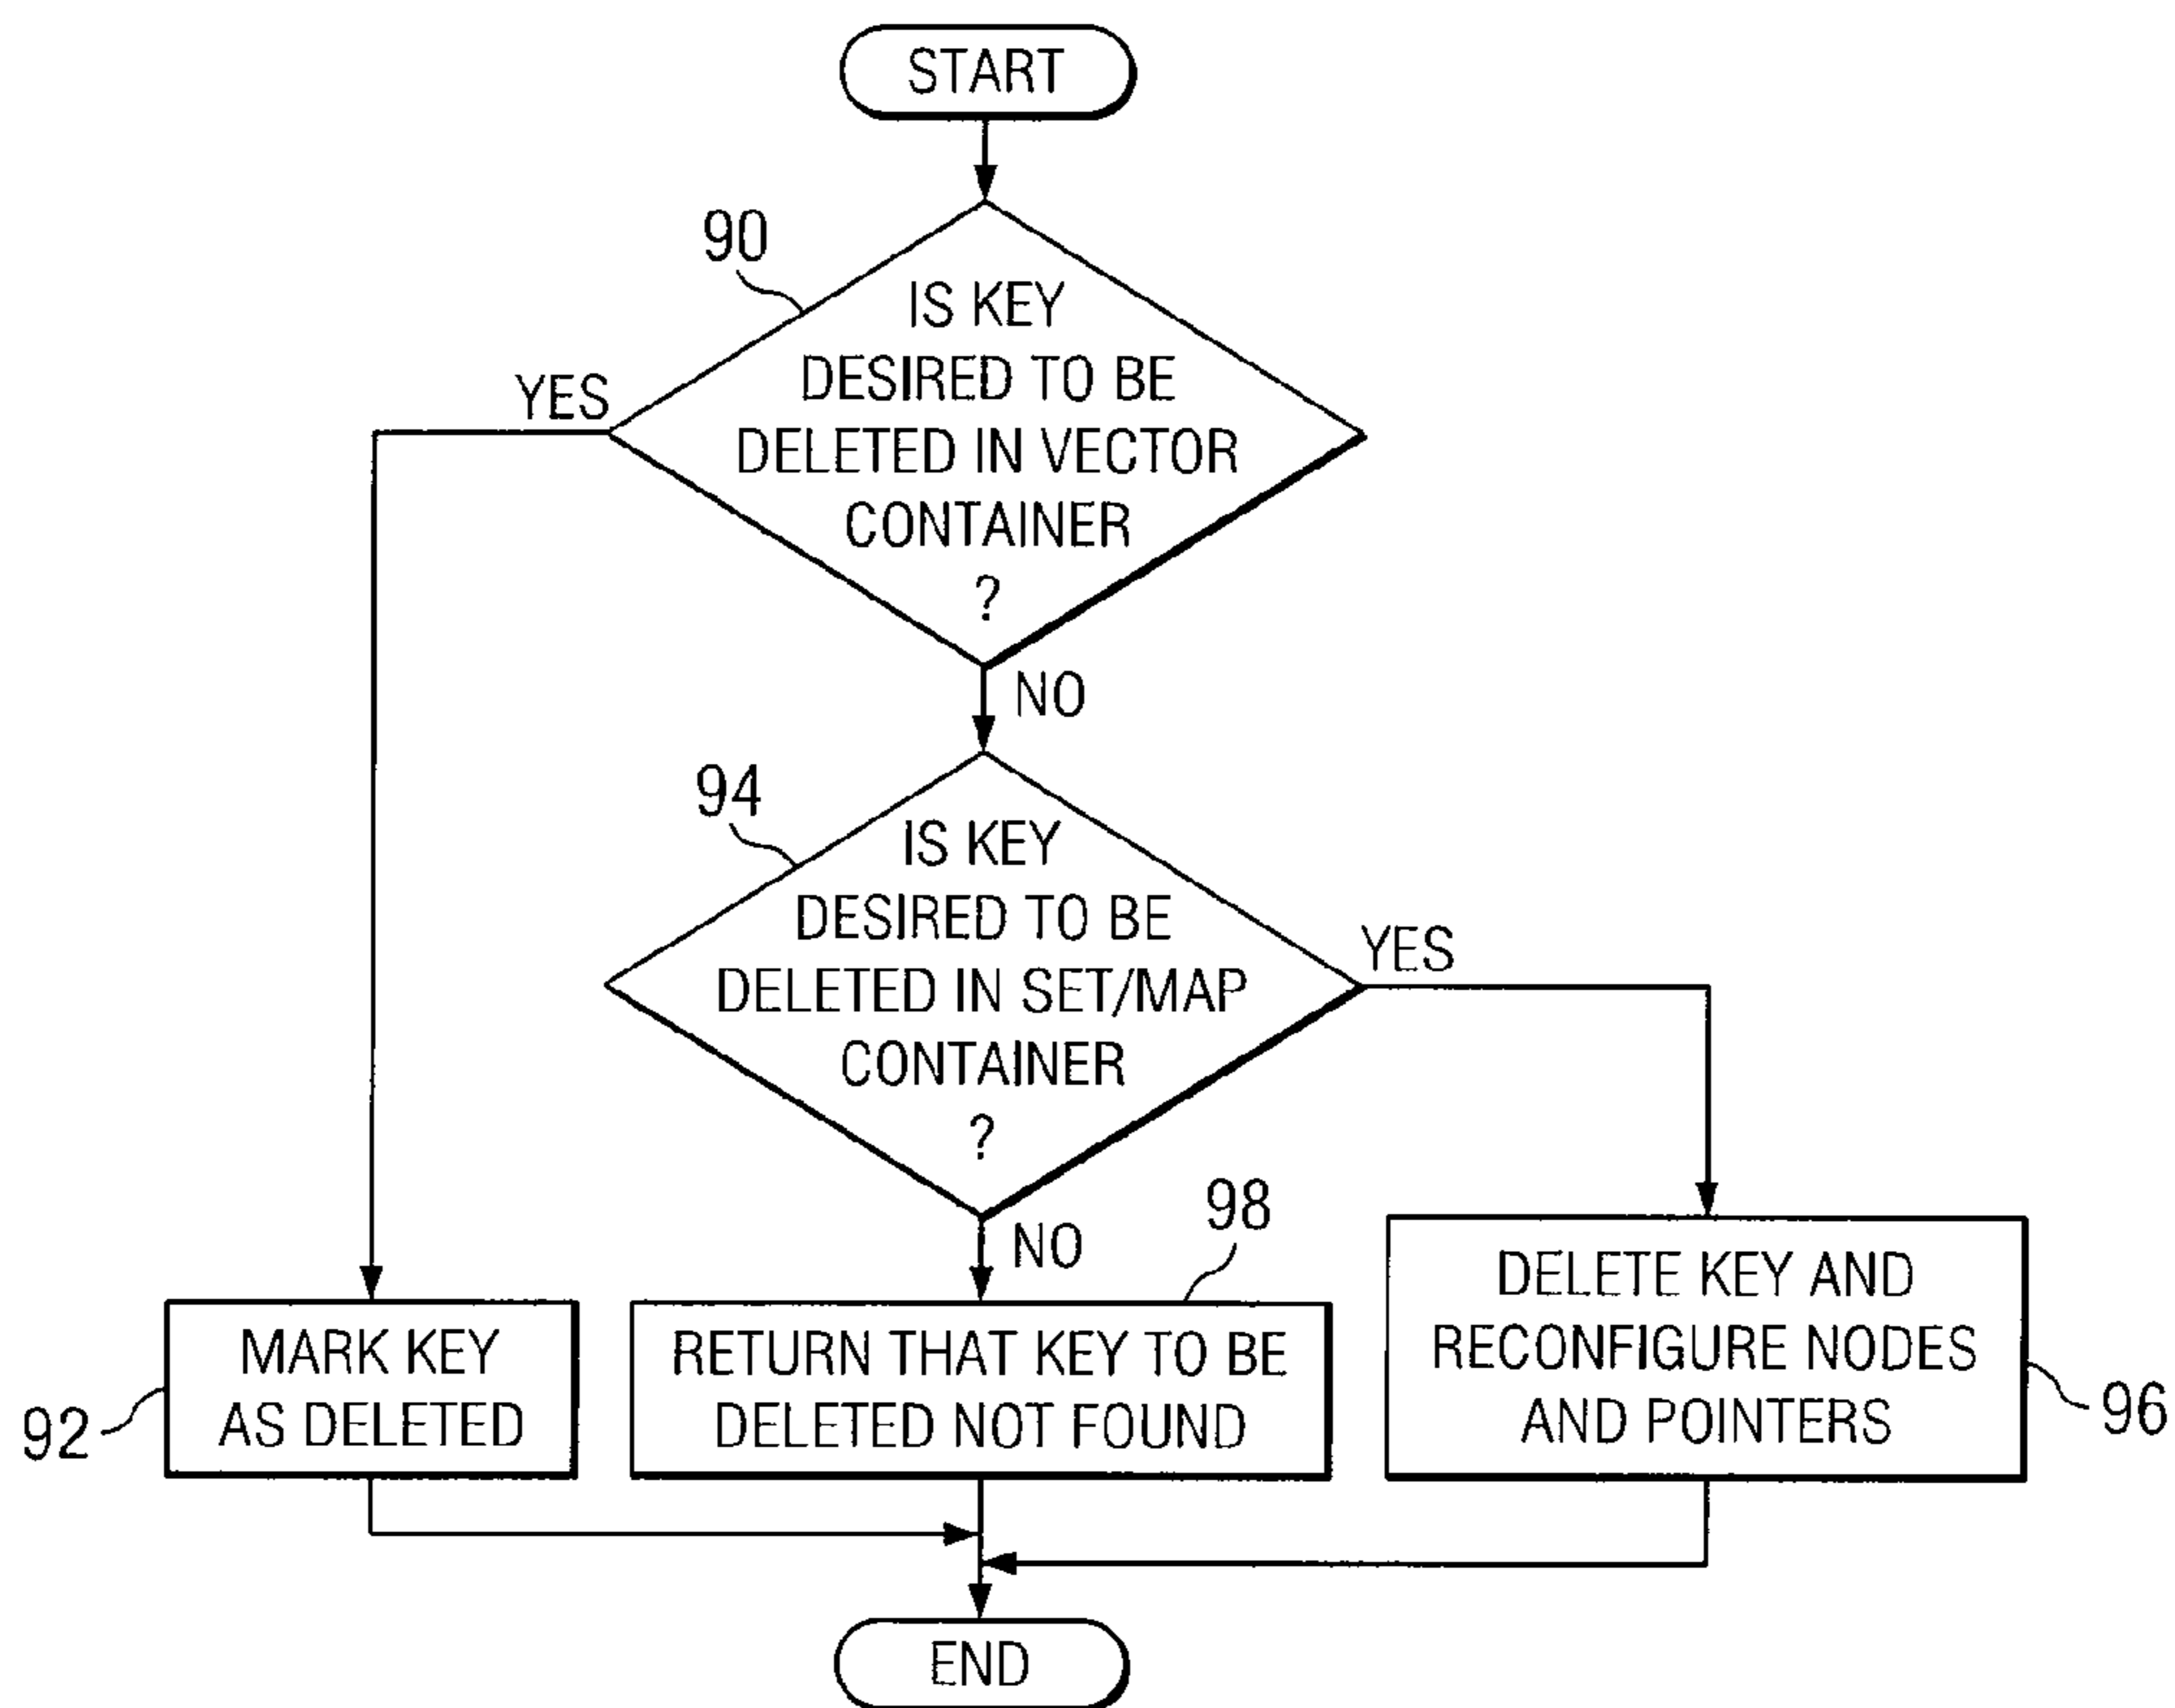 START
90
IS KEY
DESIRED TO BE
DELETED IN VECTOR
CONTAINER
?
YES
NO
94
IS KEY
DESIRED TO BE
DELETED IN SET/MAP
CONTAINER
?
YES
NO
98
MARK KEY
AS DELETED
92
RETURN THAT KEY TO BE
DELETED NOT FOUND
DELETE KEY AND
RECONFIGURE NODES
AND POINTERS
96
END